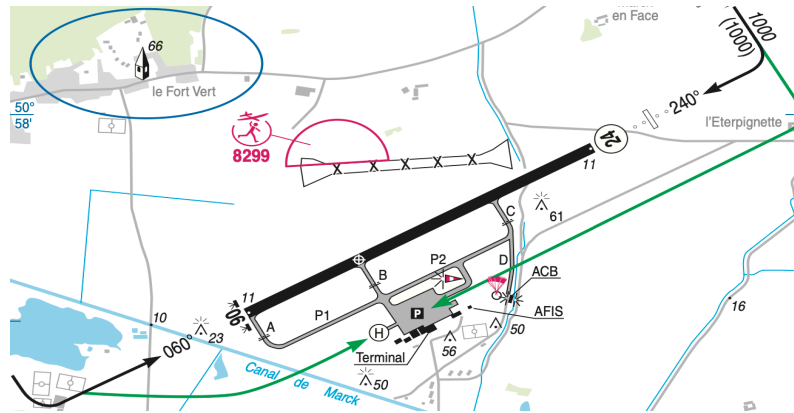 en Face
1000
(1000)
66
le Fort Vert
50°
58'
8299
24
240°
l'Eterpignette
11
C
61
P2
D
B
ACB
11
06
P1
P
AFIS
10
A
H
23
060°
Terminal
50
56
16
Canal de Marck
50